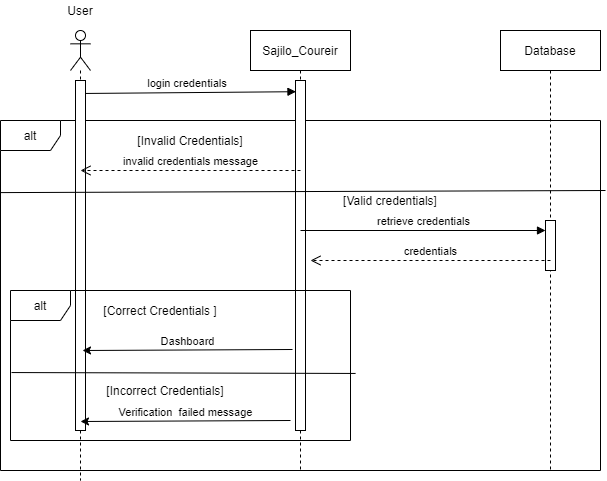 User
Sajilo_Coureir
Database
login credentials
alt
[Invalid Credentials]
invalid credentials message
[Valid credentials]
retrieve credentials
credentials
alt
[Correct Credentials ]
Dashboard
[Incorrect Credentials]
Verification  failed message